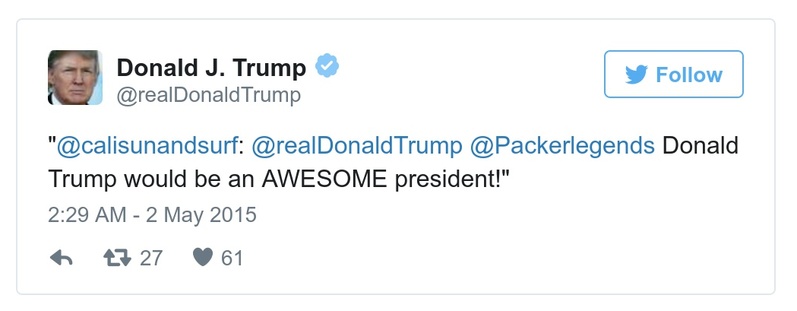 Donald J. Trump
@realDonaldTrump
Follow
"@calisunandsurf: @realDonaldTrump @Packerlegends Donald
Trump would be an AWESOME president!"
2:29 AM - 2 May 2015
27 61